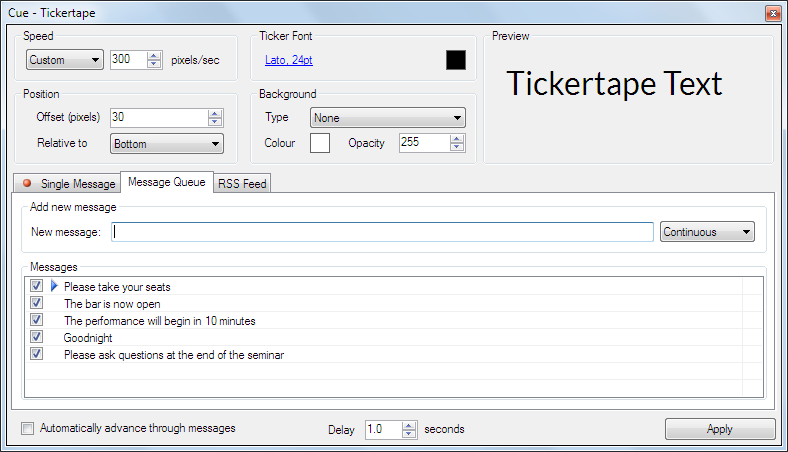 Cue - Tickertape
Speed
Custom 300 pixels/sec
Ticker Font
Lato, 24pt
Preview
Tickertape Text
Position
Offset (pixels) 30
Relative to Bottom
Background
Type None
Colour Opacity 255
Single Message Message Queue RSS Feed
Add new message
New message: Continuous
Messages
Please take your seats
The bar is now open
The performance will begin in 10 minutes
Goodnight
Please ask questions at the end of the seminar
Automatically advance through messages Delay 1.0 seconds Apply